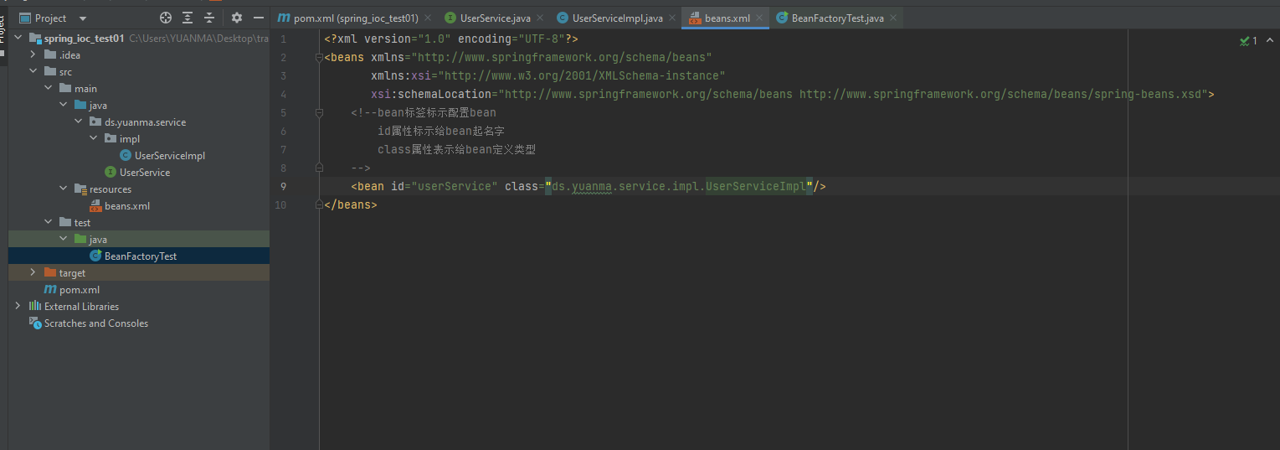 Project
pom.xml (spring_ioc_test01)
UserService.java
UserServiceImpl.java
beans.xml
BeanFactoryTest.java
Project
spring_ioc_test01 C:\Users\YUANMA\Desktop\tra
.idea
src
main
java
ds.yuanma.service
impl
UserServiceImpl
UserService
resources
beans.xml
test
java
BeanFactoryTest
target
pom.xml
External Libraries
Scratches and Consoles
1 <?xml version="1.0" encoding="UTF-8"?>
2 <beans xmlns="http://www.springframework.org/schema/beans"
3 xmlns:xsi="http://www.w3.org/2001/XMLSchema-instance"
4 xsi:schemaLocation="http://www.springframework.org/schema/beans http://www.springframework.org/schema/beans/spring-beans.xsd">
5 <!--bean标签标示配置bean
6 id属性标示给bean起名字
7 class属性表示给bean定义类型
8 -->
9 <bean id="userService" class="ds.yuanma.service.impl.UserServiceImpl"/>
10 </beans>
1